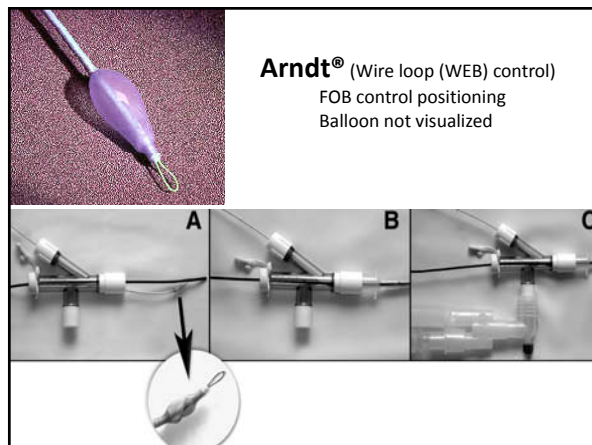 Arndt® (Wire loop (WEB) control)
FOB control positioning
Balloon not visualized
A
B
C